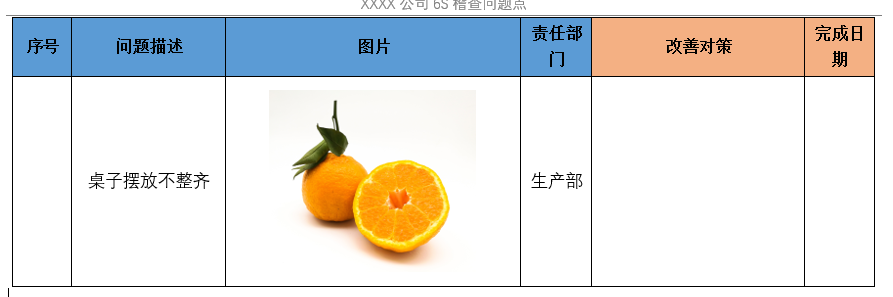 XXXX 公司 6S 稽查问题点
序号 问题描述 图片 责任部门 改善对策 完成日期
桌子摆放不整齐 生产部